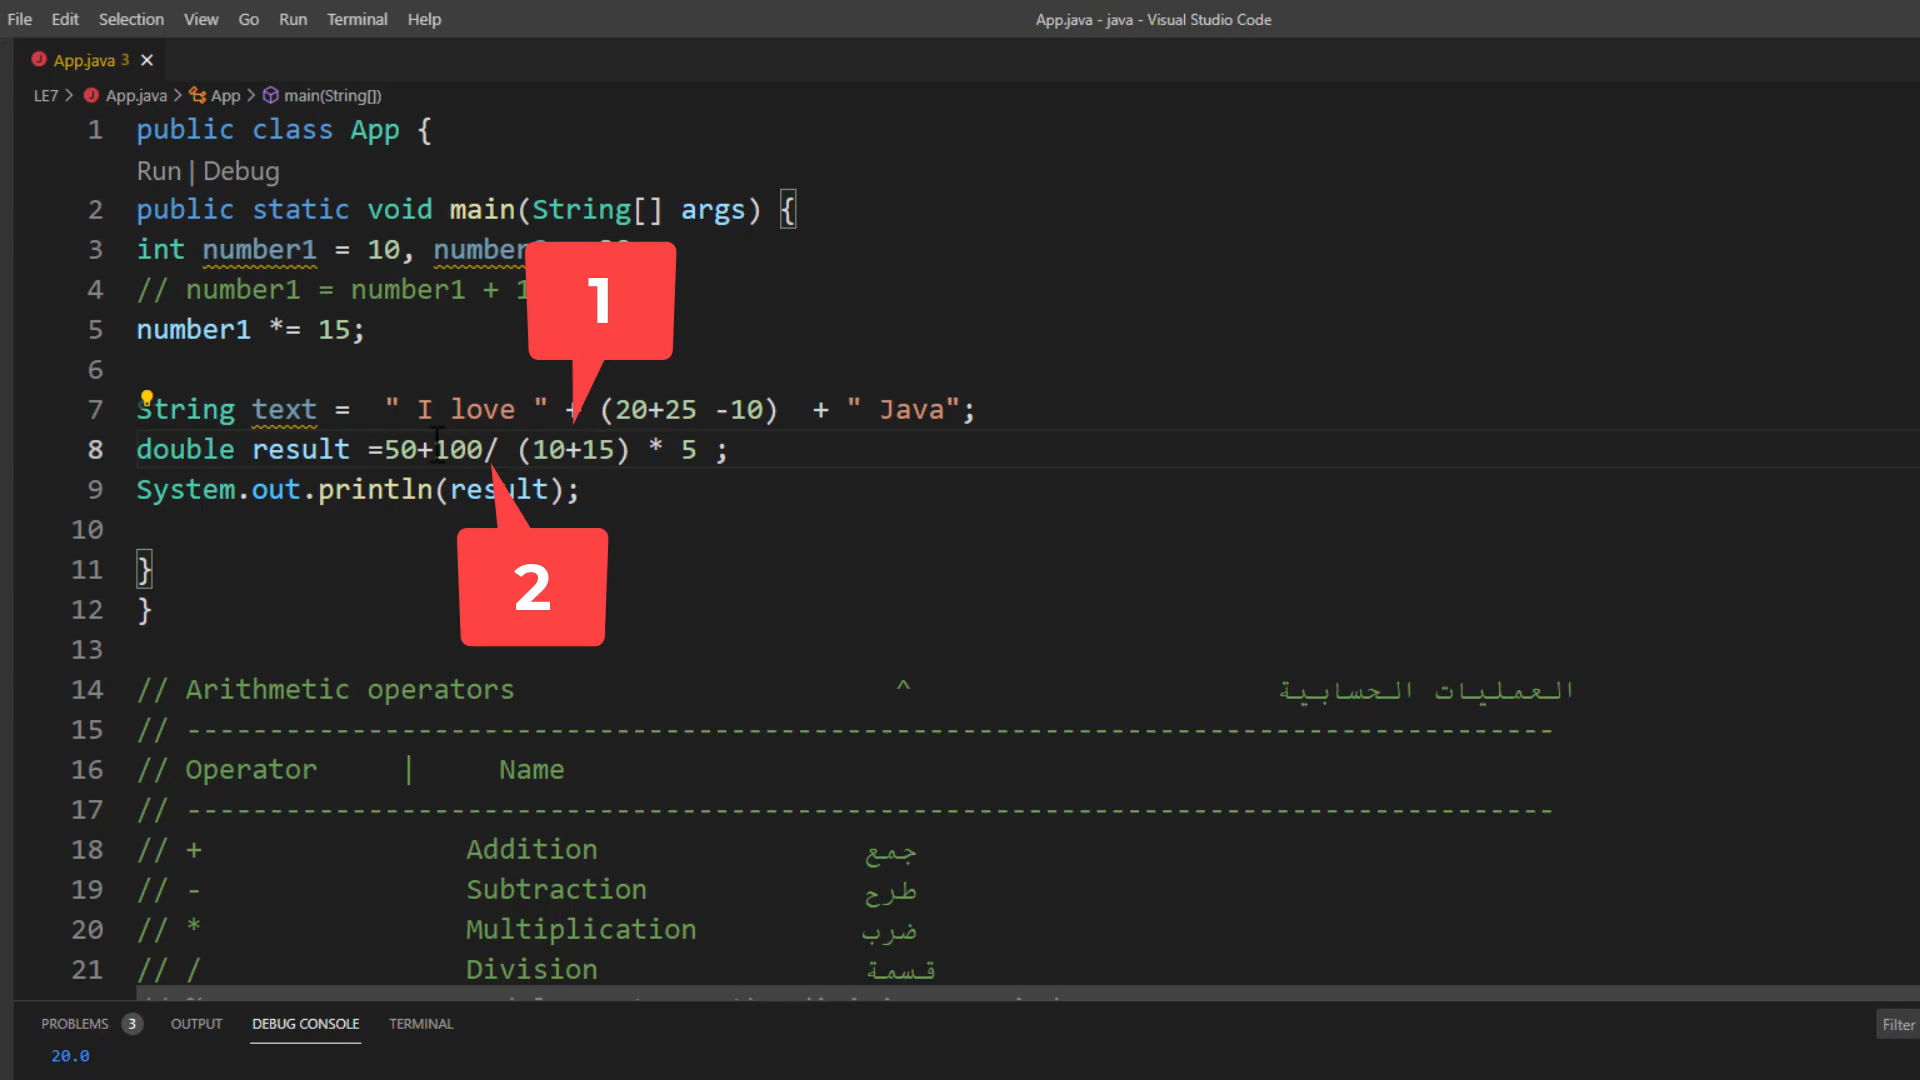 File Edit Selection View Go Run Terminal Help
App.java - java - Visual Studio Code
App.java 3
LE7 > App.java > App > main(String[])
1 public class App {
Run | Debug
2 public static void main(String[] args) {
3 int number1 = 10,
4 // number1 = number1 +
5 number1 *= 15;
6
7 String text = " I love " + (20+25 -10) + " Java";
8 double result =50+100/ (10+15) * 5 ;
9 System.out.println(result);
10
11 }
12 }
13
14 // Arithmetic operators ^ العمليات الحسابية
15 // -----------------------------------------------------------------------------------
16 // Operator | Name
17 // -----------------------------------------------------------------------------------
18 // + Addition جمع
19 // - Subtraction طرح
20 // * Multiplication ضرب
21 // / Division قسمة
1
2
PROBLEMS 3 OUTPUT DEBUG CONSOLE TERMINAL
Filter
20.0